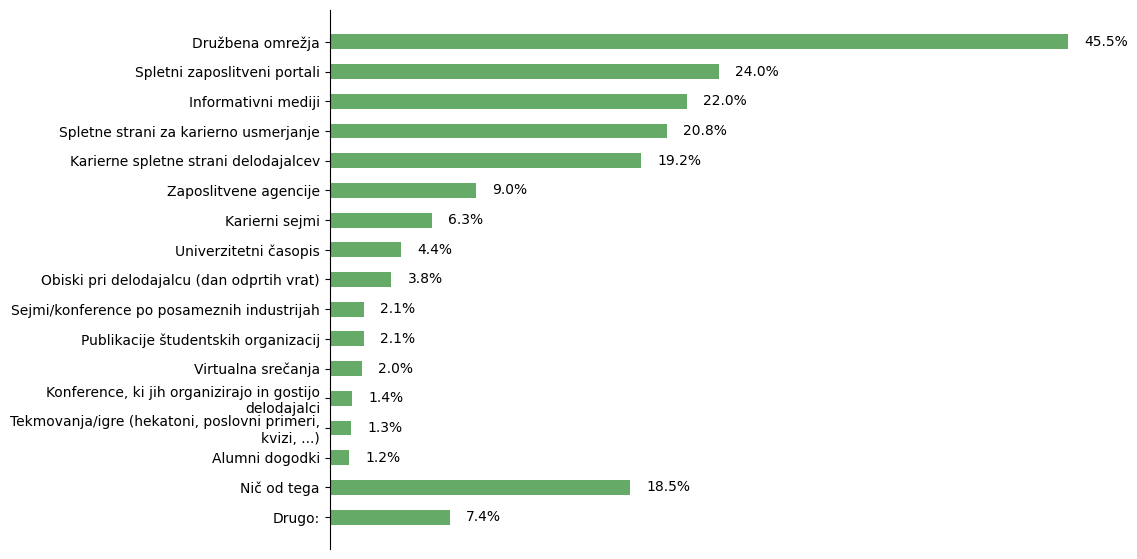 Družbena omrežja 45.5%
Spletni zaposlitveni portali 24.0%
Informativni mediji 22.0%
Spletne strani za karierno usmerjanje 20.8%
Karierne spletne strani delodajalcev 19.2%
Zaposlitvene agencije 9.0%
Karierni sejmi 6.3%
Univerzitetni časopis 4.4%
Obiski pri delodajalcu (dan odprtih vrat) 3.8%
Sejmi/konference po posameznih industrijah 2.1%
Publikacije študentskih organizacij 2.1%
Virtualna srečanja 2.0%
Konference, ki jih organizirajo in gostijo
delodajalci 1.4%
Tekmovanja/igre (hekatoni, poslovni primeri,
kvizi, ...) 1.3%
Alumni dogodki 1.2%
Nič od tega 18.5%
Drugo: 7.4%